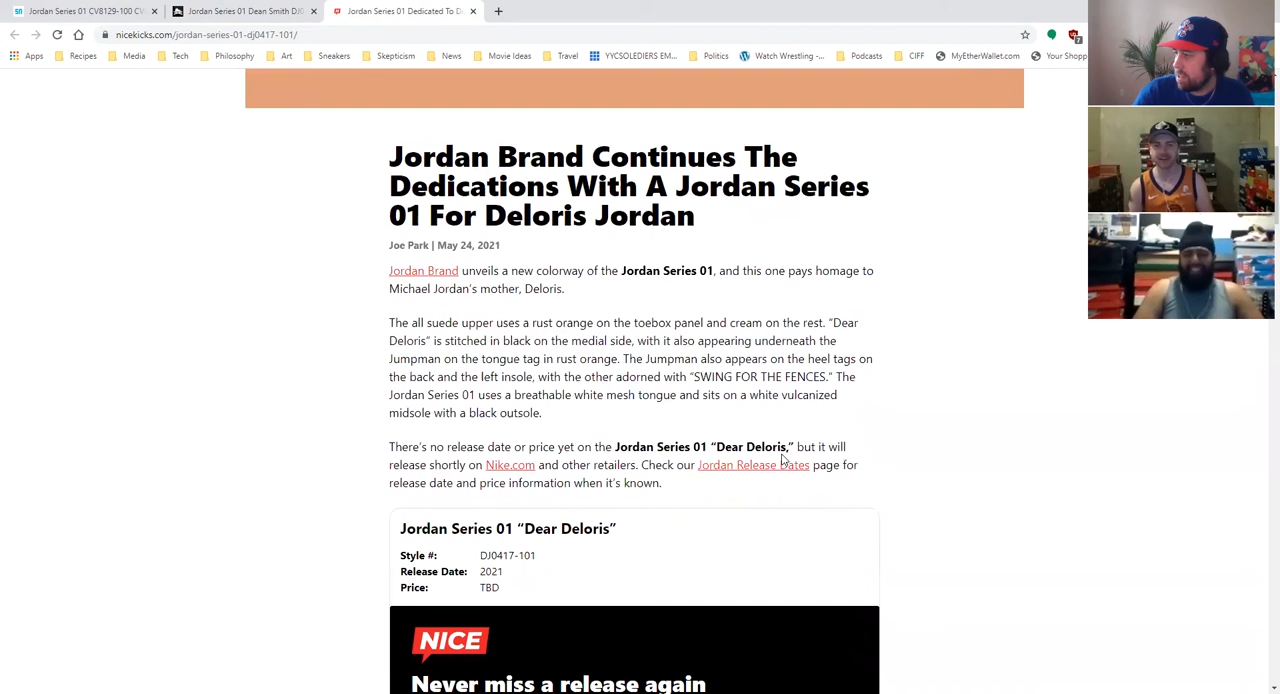 Jordan Series 01 CV8129-100 CV
Jordan Series 01 Dean Smith DJ0
Jordan Series 01 Dedicated To D
nicekicks.com/jordan-series-01-dj0417-101/
Apps Recipes Media Tech Philosophy Art Sneakers Skepticism News Movie Ideas Travel YYCSOLEDIERS EM... Politics Watch Wrestling -... Podcasts CIFF MyEtherWallet.com Your Shopp
Jordan Brand Continues The
Dedications With A Jordan Series
01 For Deloris Jordan
Joe Park | May 24, 2021
Jordan Brand unveils a new colorway of the Jordan Series 01, and this one pays homage to
Michael Jordan's mother, Deloris.
The all suede upper uses a rust orange on the toebox panel and cream on the rest. "Dear
Deloris" is stitched in black on the medial side, with it also appearing underneath the
Jumpman on the tongue tag in rust orange. The Jumpman also appears on the heel tags on
the back and the left insole, with the other adorned with "SWING FOR THE FENCES." The
Jordan Series 01 uses a breathable white mesh tongue and sits on a white vulcanized
midsole with a black outsole.
There's no release date or price yet on the Jordan Series 01 "Dear Deloris," but it will
release shortly on Nike.com and other retailers. Check our Jordan Release Dates page for
release date and price information when it's known.
Jordan Series 01 "Dear Deloris"
Style #: DJ0417-101
Release Date: 2021
Price: TBD
NICE
Never miss a release again